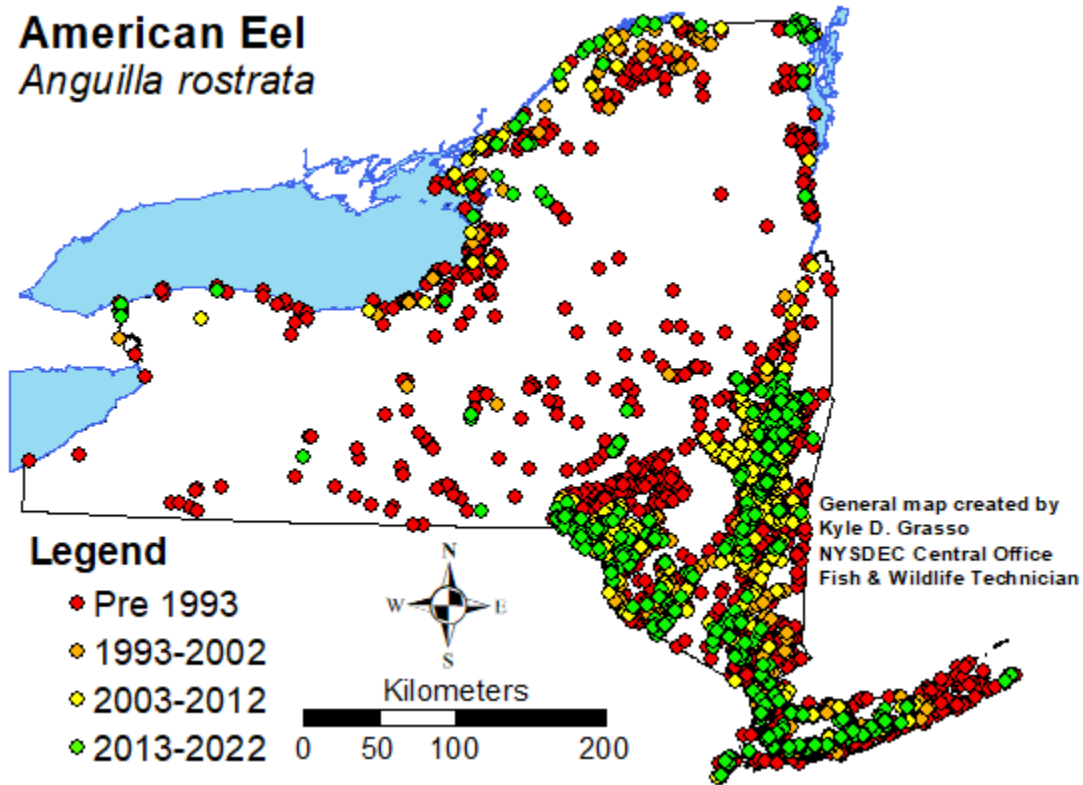 American Eel
Anguilla rostrata
General map created by
Kyle D. Grasso
NYSDEC Central Office
Fish & Wildlife Technician
Legend
Pre 1993
1993-2002
2003-2012
2013-2022
N
W E
S
Kilometers
0 50 100 200